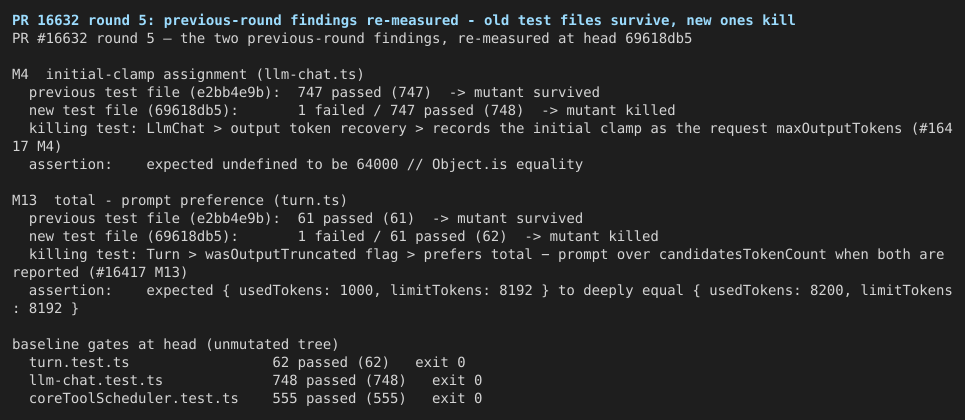 PR 16632 round 5: previous-round findings re-measured - old test files survive, new ones kill
PR #16632 round 5 — the two previous-round findings, re-measured at head 69618db5
M4  initial-clamp assignment (llm-chat.ts)
  previous test file (e2bb4e9b):  747 passed (747)  -> mutant survived
  new test file (69618db5):       1 failed / 747 passed (748)  -> mutant killed
  killing test: LlmChat > output token recovery > records the initial clamp as the request maxOutputTokens (#164
17 M4)
  assertion:    expected undefined to be 64000 // Object.is equality
M13  total - prompt preference (turn.ts)
  previous test file (e2bb4e9b):  61 passed (61)  -> mutant survived
  new test file (69618db5):       1 failed / 61 passed (62)  -> mutant killed
  killing test: Turn > wasOutputTruncated flag > prefers total − prompt over candidatesTokenCount when both are
reported (#16417 M13)
  assertion:    expected { usedTokens: 1000, limitTokens: 8192 } to deeply equal { usedTokens: 8200, limitTokens
: 8192 }
baseline gates at head (unmutated tree)
  turn.test.ts                 62 passed (62)   exit 0
  llm-chat.test.ts             748 passed (748)   exit 0
  coreToolScheduler.test.ts    555 passed (555)   exit 0